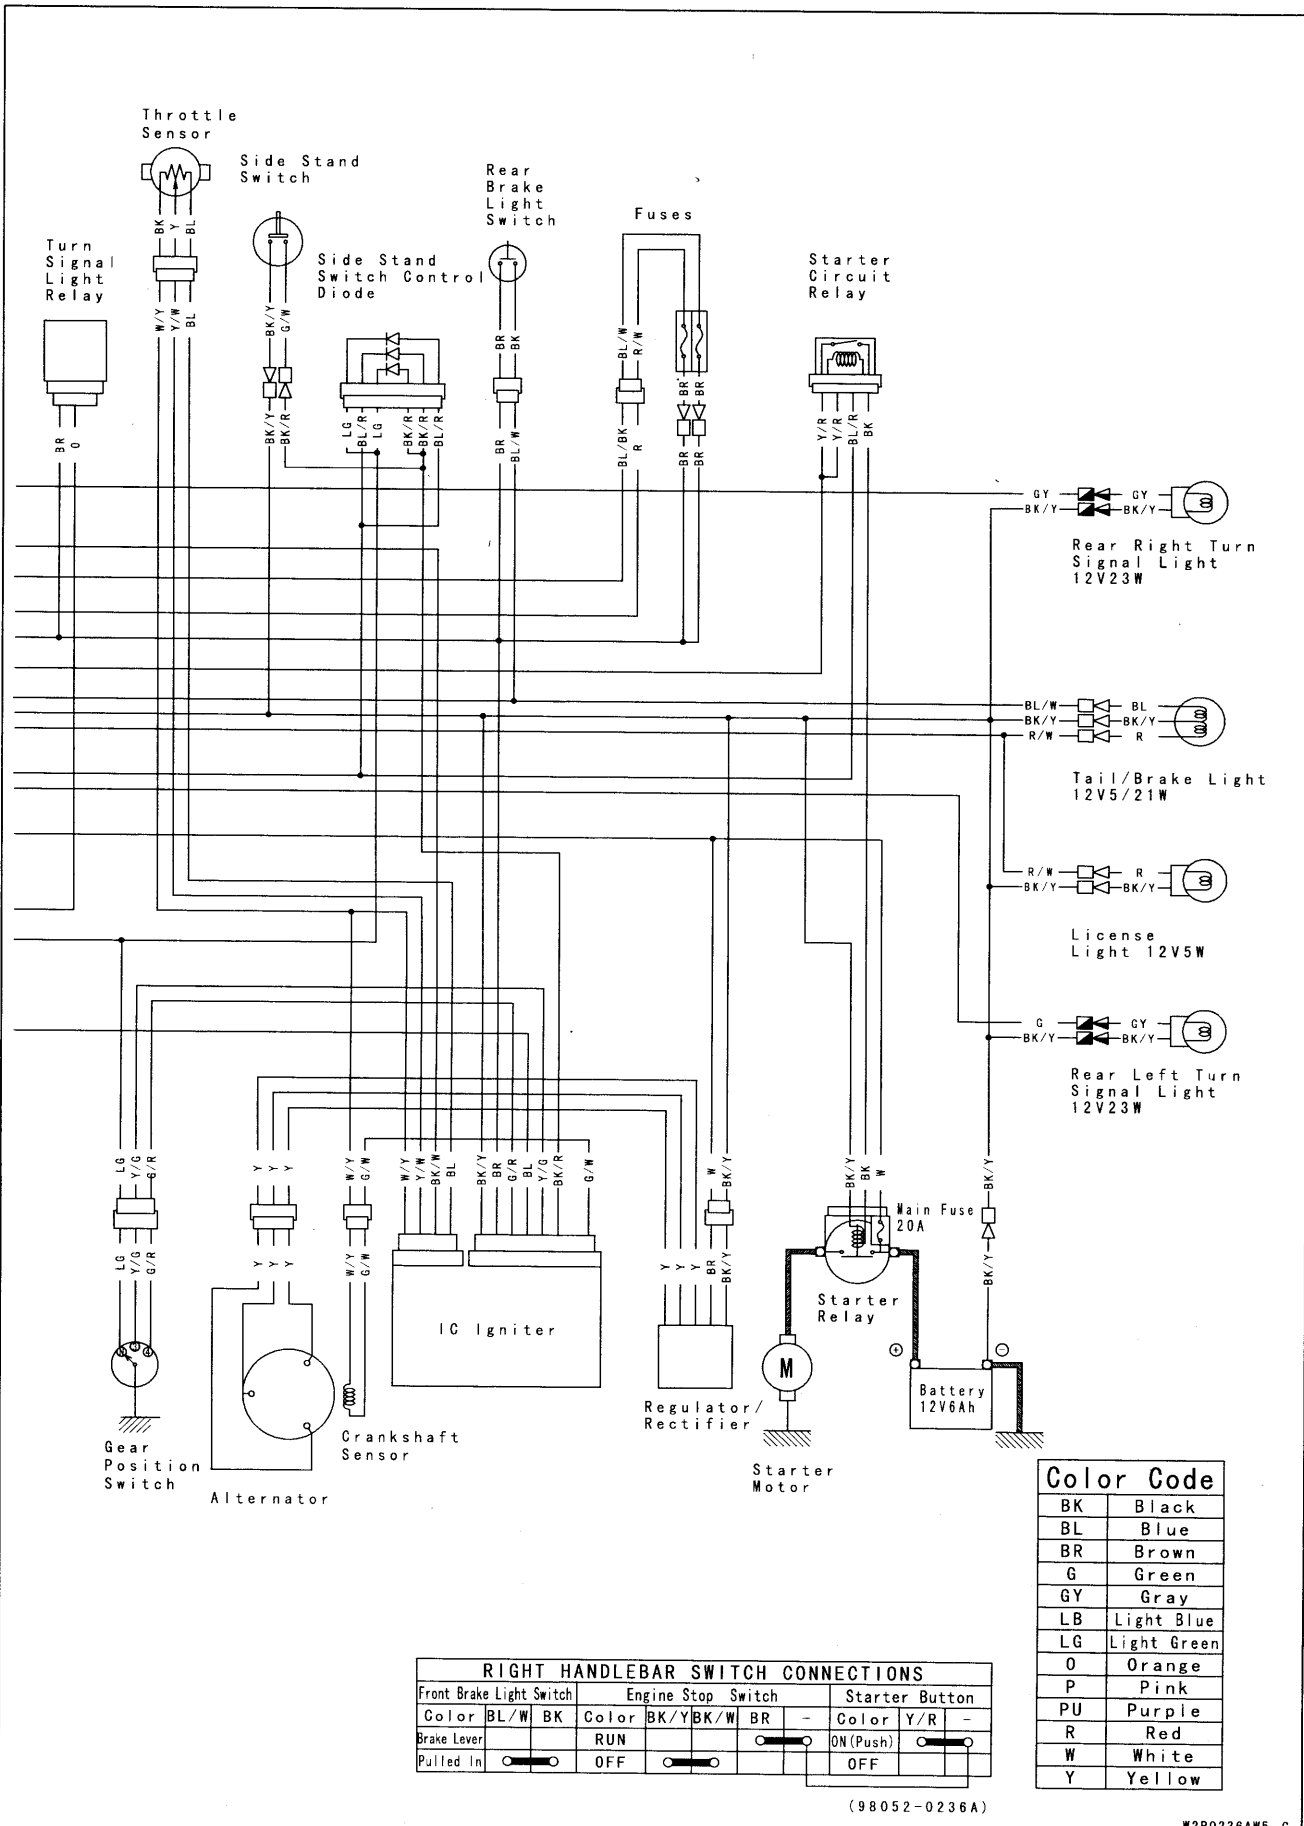 Throttle
Sensor
Side Stand
Switch
Rear
Brake
Light
Switch
Fuses
Turn
Signal
Light
Relay
Side Stand
Switch Control
Diode
Starter
Circuit
Relay
BK Y BL
W/Y Y/W BL
BK/Y G/W
BK/Y BK/R
BR O
LG BL/R LG BK/R BK/R BL/R
BR BK
BR BL/W
BL/W R/W
BL/BK R
BR BR
BR BR
Y/R Y/R BL/R BK
GY GY
BK/Y BK/Y
Rear Right Turn
Signal Light
12V23W
BL/W BL
BK/Y BK/Y
R/W R
Tail/Brake Light
12V5/21W
R/W R
BK/Y BK/Y
License
Light 12V5W
G GY
BK/Y BK/Y
Rear Left Turn
Signal Light
12V23W
LG Y/G G/R
Y Y Y
W/Y G/W
W/Y Y/W BK/W BL
BK/Y BR G/R BL Y/G BK/R G/W
W BK/Y
BK/Y BK W
BK/Y
Main Fuse
20A
LG Y/G G/R
Y Y Y
W/Y G/W
Y Y Y BR BK/Y
BK/Y
3 4
IC Igniter
Starter
Relay
M
+ −
Battery
12V6Ah
Regulator/
Rectifier
Crankshaft
Sensor
Gear
Position
Switch
Alternator
Starter
Motor
Color Code
BK Black
BL Blue
BR Brown
G Green
GY Gray
LB Light Blue
LG Light Green
O Orange
P Pink
PU Purple
R Red
W White
Y Yellow
RIGHT HANDLEBAR SWITCH CONNECTIONS
Front Brake Light Switch Engine Stop Switch Starter Button
Color BL/W BK Color BK/Y BK/W BR - Color Y/R -
Brake Lever RUN ON(Push)
Pulled In OFF OFF
(98052-0236A)